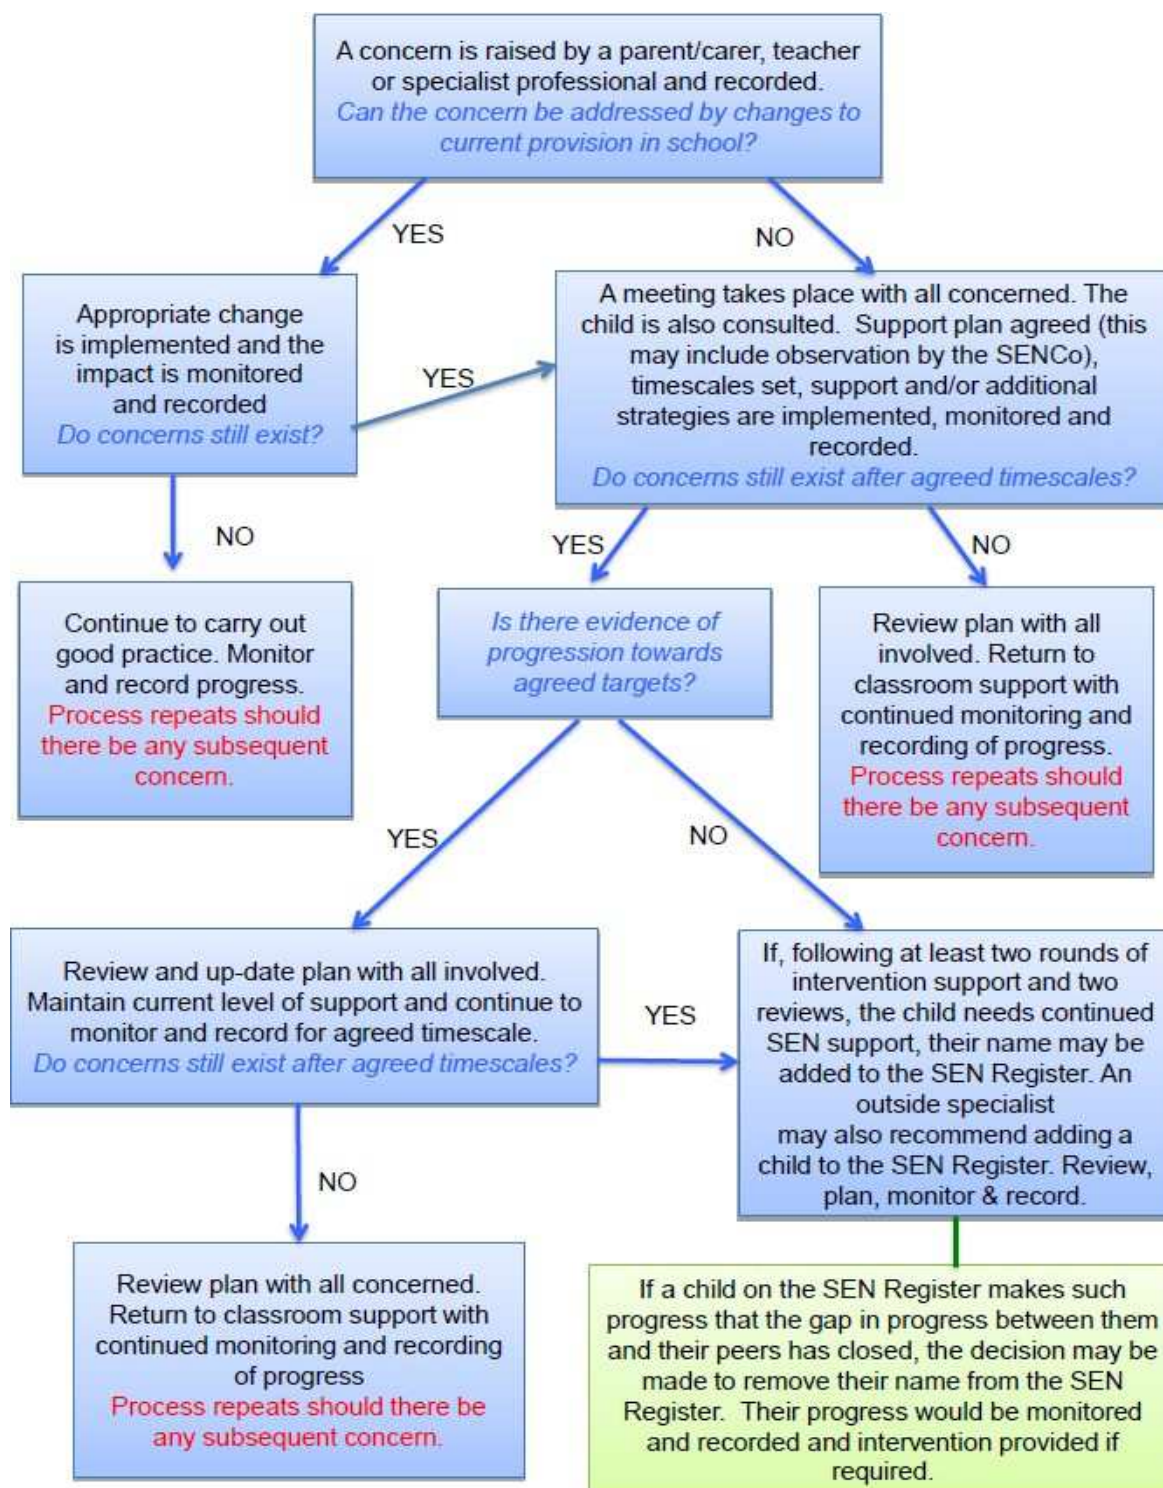 A concern is raised by a parent/carer, teacher
or specialist professional and recorded.
Can the concern be addressed by changes to
current provision in school?
YES
NO
Appropriate change
is implemented and the
impact is monitored
and recorded
Do concerns still exist?
YES
A meeting takes place with all concerned. The
child is also consulted. Support plan agreed (this
may include observation by the SENCo),
timescales set, support and/or additional
strategies are implemented, monitored and
recorded.
Do concerns still exist after agreed timescales?
NO
YES
NO
Continue to carry out
good practice. Monitor
and record progress.
Process repeats should
there be any subsequent
concern.
Is there evidence of
progression towards
agreed targets?
Review plan with all
involved. Return to
classroom support with
continued monitoring and
recording of progress.
Process repeats should
there be any subsequent
concern.
YES
NO
Review and up-date plan with all involved.
Maintain current level of support and continue to
monitor and record for agreed timescale.
Do concerns still exist after agreed timescales?
YES
If, following at least two rounds of
intervention support and two
reviews, the child needs continued
SEN support, their name may be
added to the SEN Register. An
outside specialist
may also recommend adding a
child to the SEN Register. Review,
plan, monitor & record.
NO
Review plan with all concerned.
Return to classroom support with
continued monitoring and recording
of progress
Process repeats should there be
any subsequent concern.
If a child on the SEN Register makes such
progress that the gap in progress between them
and their peers has closed, the decision may be
made to remove their name from the SEN
Register. Their progress would be monitored
and recorded and intervention provided if
required.